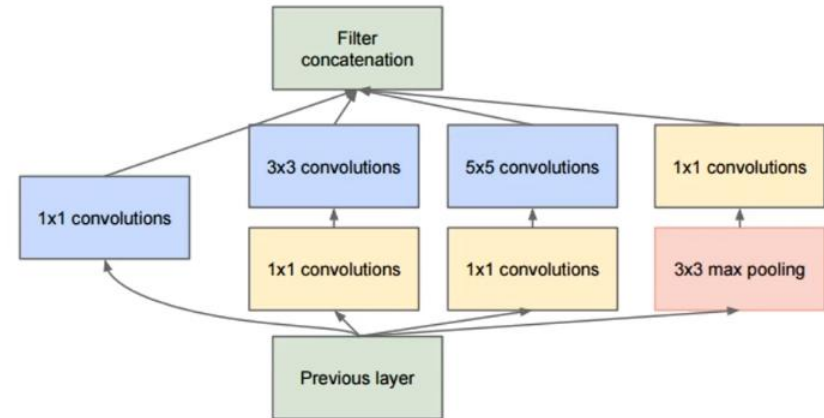 Filter
concatenation
3x3 convolutions
5x5 convolutions
1x1 convolutions
1x1 convolutions
1x1 convolutions
1x1 convolutions
3x3 max pooling
Previous layer